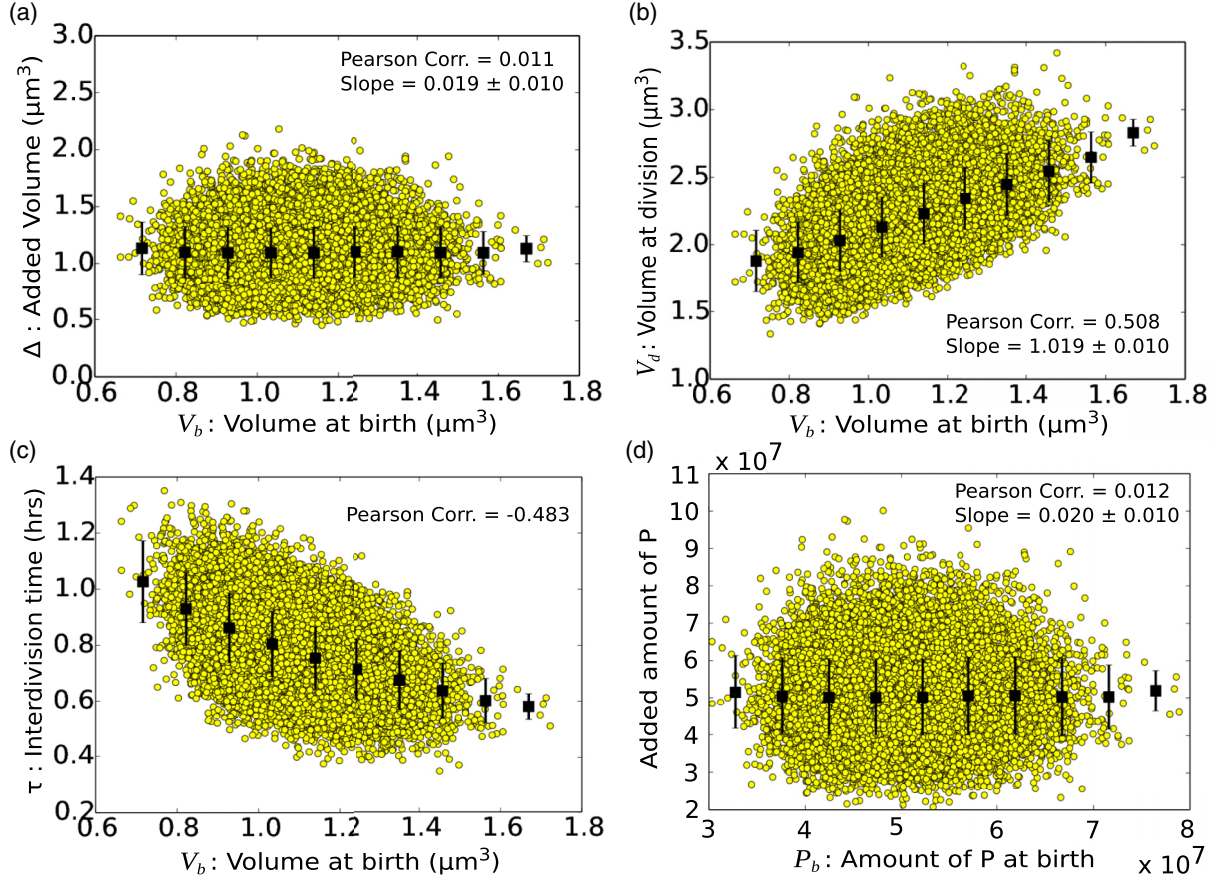 (a)
3.0
2.5
2.0
1.5
1.0
0.5
0.0
Δ : Added Volume (μm³)
Pearson Corr. = 0.011
Slope = 0.019 ± 0.010
0.6 0.8 1.0 1.2 1.4 1.6 1.8
V_b : Volume at birth (μm³)
(b)
3.5
3.0
2.5
2.0
1.5
1.0
V_d : Volume at division (μm³)
Pearson Corr. = 0.508
Slope = 1.019 ± 0.010
0.6 0.8 1.0 1.2 1.4 1.6 1.8
V_b : Volume at birth (μm³)
(c)
1.4
1.2
1.0
0.8
0.6
0.4
0.2
τ : Interdivision time (hrs)
Pearson Corr. = -0.483
0.6 0.8 1.0 1.2 1.4 1.6 1.8
V_b : Volume at birth (μm³)
(d)
x 10⁷
11
10
9
8
7
6
5
4
3
2
Added amount of P
Pearson Corr. = 0.012
Slope = 0.020 ± 0.010
3 4 5 6 7 8
P_b : Amount of P at birth
x 10⁷